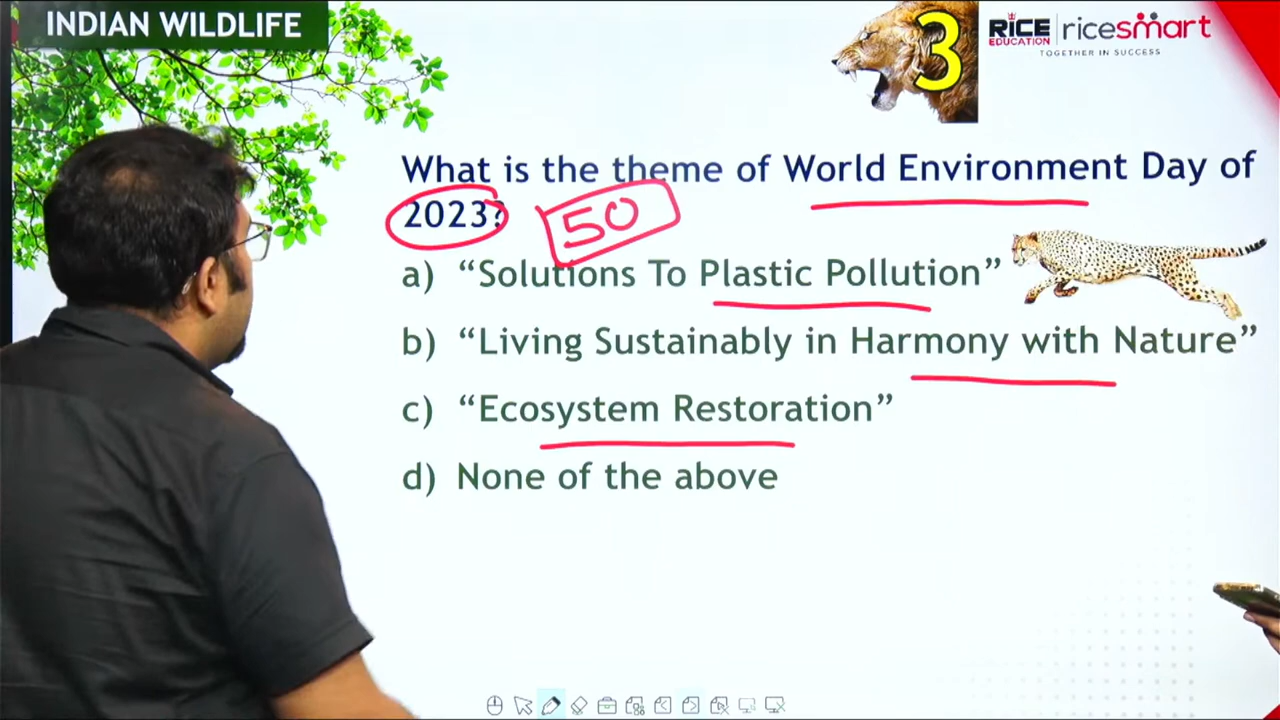 INDIAN WILDLIFE
3
RICE EDUCATION ricesmart
TOGETHER IN SUCCESS
What is the theme of World Environment Day of
2023? 50
a) “Solutions To Plastic Pollution”
b) “Living Sustainably in Harmony with Nature”
c) “Ecosystem Restoration”
d) None of the above